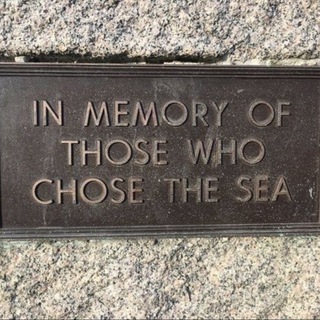 IN MEMORY OF
THOSE WHO
CHOSE THE SEA